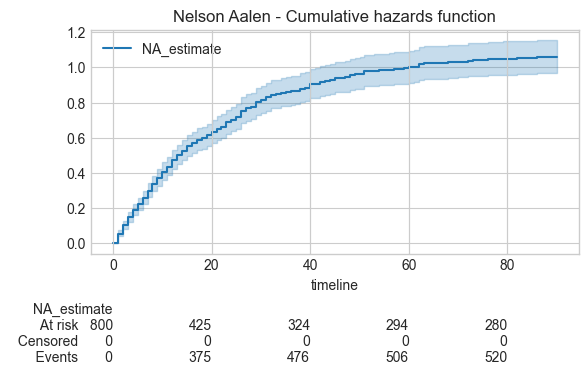 Nelson Aalen - Cumulative hazards function
NA_estimate
1.2
1.0
0.8
0.6
0.4
0.2
0.0
0 20 40 60 80
timeline
NA_estimate
At risk 800 425 324 294 280
Censored 0 0 0 0 0
Events 0 375 476 506 520